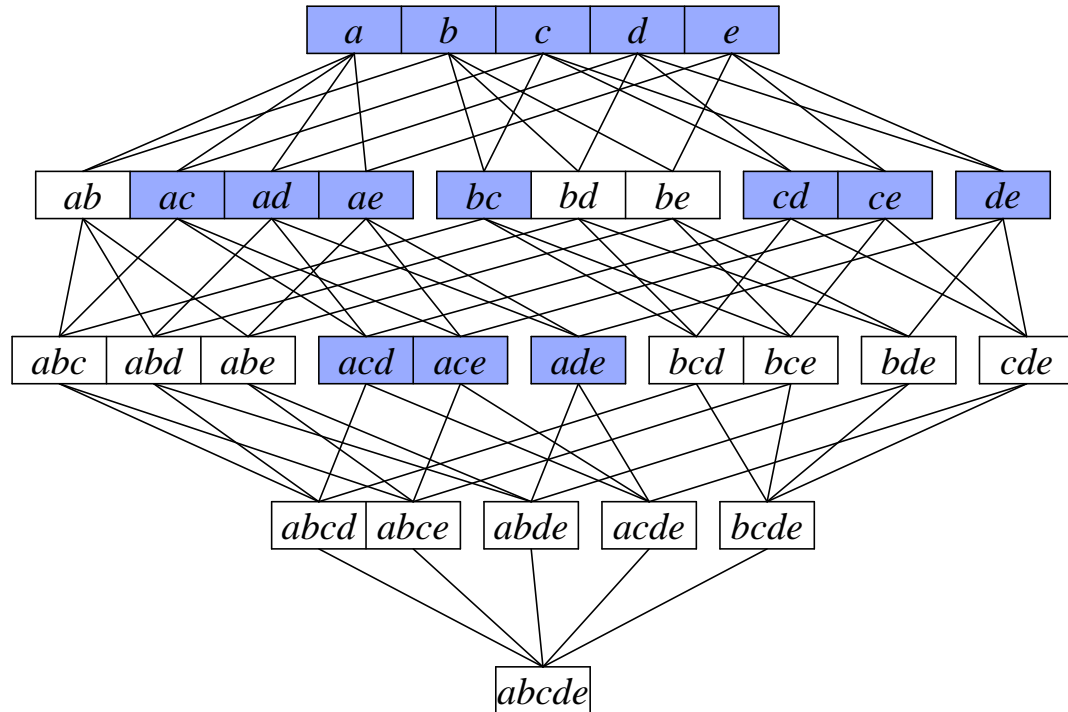 a b c d e
ab ac ad ae bc bd be cd ce de
abc abd abe acd ace ade bcd bce bde cde
abcd abce abde acde bcde
abcde